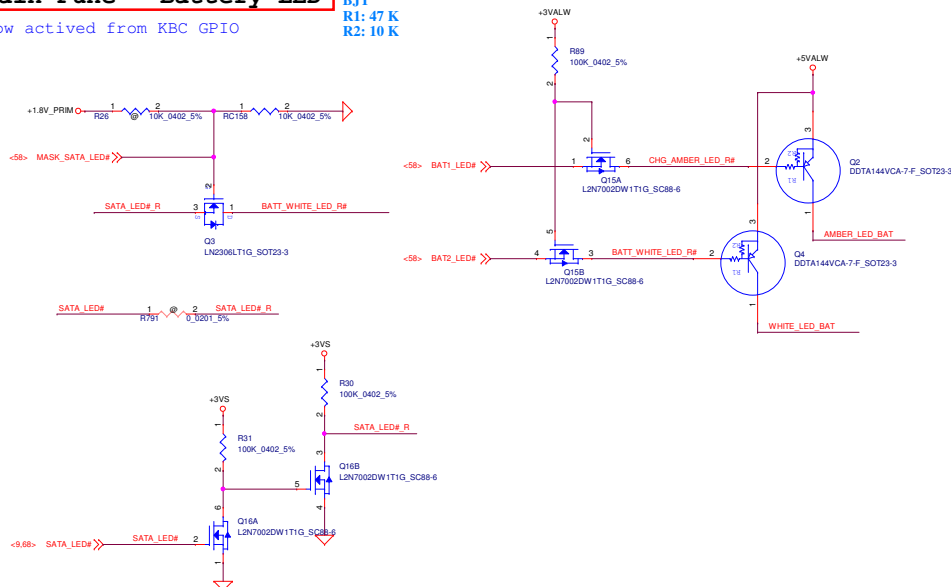 Battery LED
BJT
R1: 47 K
R2: 10 K
actived from KBC GPIO
+3VALW
1
R89
100K_0402_5%
2
+5VALW
+1.8V_PRIM
1
2
R26
@
10K_0402_5%
1
2
RC158
10K_0402_5%
<58> MASK_SATA_LED#
2
SATA_LED#_R
3
S
D
1
BATT_WHITE_LED_R#
Q3
LN2306LT1G_SOT23-3
<58> BAT1_LED#
1
2
6
CHG_AMBER_LED_R#
Q15A
L2N7002DW1T1G_SC88-6
2
3
R2
R1
Q2
DDTA144VCA-7-F_SOT23-3
1
AMBER_LED_BAT
<58> BAT2_LED#
4
5
3
BATT_WHITE_LED_R#
Q15B
L2N7002DW1T1G_SC88-6
2
3
R2
R1
Q4
DDTA144VCA-7-F_SOT23-3
1
WHITE_LED_BAT
SATA_LED#
1
@
2
SATA_LED#_R
R791
0_0201_5%
+3VS
1
R30
100K_0402_5%
2
SATA_LED#_R
+3VS
1
R31
100K_0402_5%
2
3
5
Q16B
L2N7002DW1T1G_SC88-6
4
6
Q16A
L2N7002DW1T1G_SC88-6
<9,68> SATA_LED#
SATA_LED#
2
1